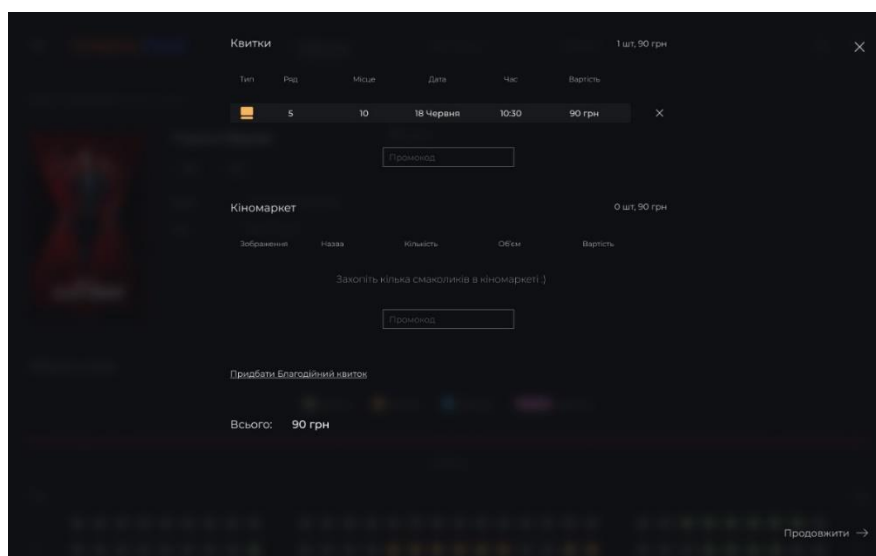 Квитки 1 шт, 90 грн
Тип Ряд Місце Дата Час Вартість
5 10 18 Червня 10:30 90 грн
Промокод
Кіномаркет 0 шт, 90 грн
Зображення Назва Кількість Об'єм Вартість
Захопіть кілька смаколиків в кіномаркеті :)
Промокод
Придбати Благодійний квиток
Всього: 90 грн
Продовжити →